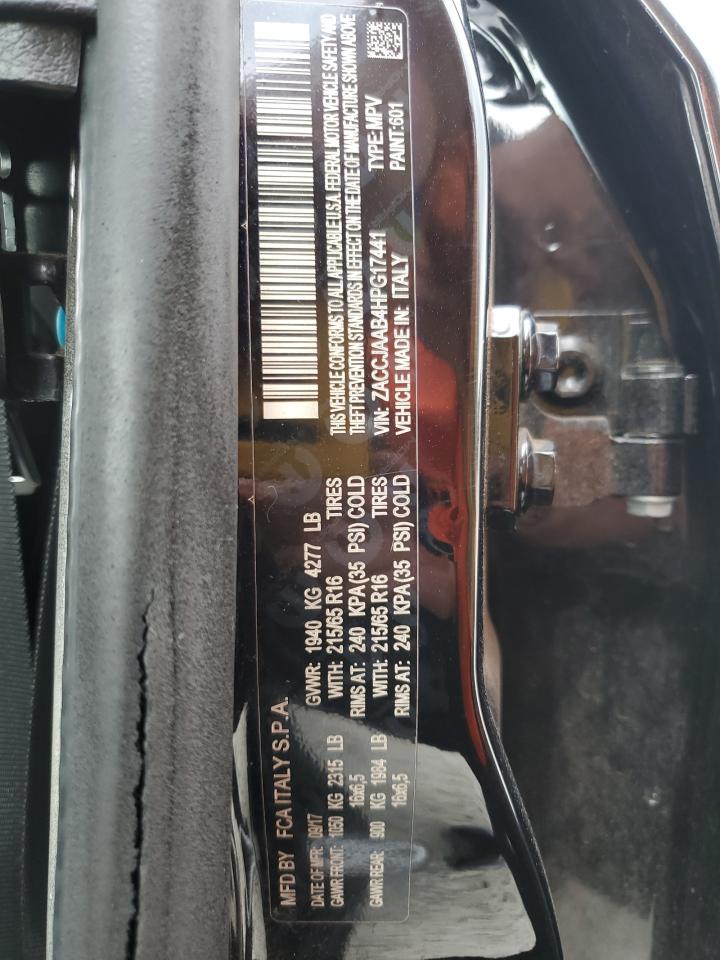 MFD BY FCA ITALY S.P.A.
DATE OF MFR: 09/17 GVWR: 1940 KG 4277 LB
GAWR FRONT: 1050 KG 2315 LB WITH: 215/65 R16 TIRES
16x6,5 RIMS AT: 240 KPA(35 PSI) COLD
GAWR REAR: 900 KG 1984 LB WITH: 215/65 R16 TIRES
16x6,5 RIMS AT: 240 KPA(35 PSI) COLD
THIS VEHICLE CONFORMS TO ALL APPLICABLE U.S.A. FEDERAL MOTOR VEHICLE SAFETY AND
THEFT PREVENTION STANDARDS IN EFFECT ON THE DATE OF MANUFACTURE SHOWN ABOVE
VIN: ZACCJAAB4HPG17441 TYPE:MPV
VEHICLE MADE IN: ITALY PAINT:601